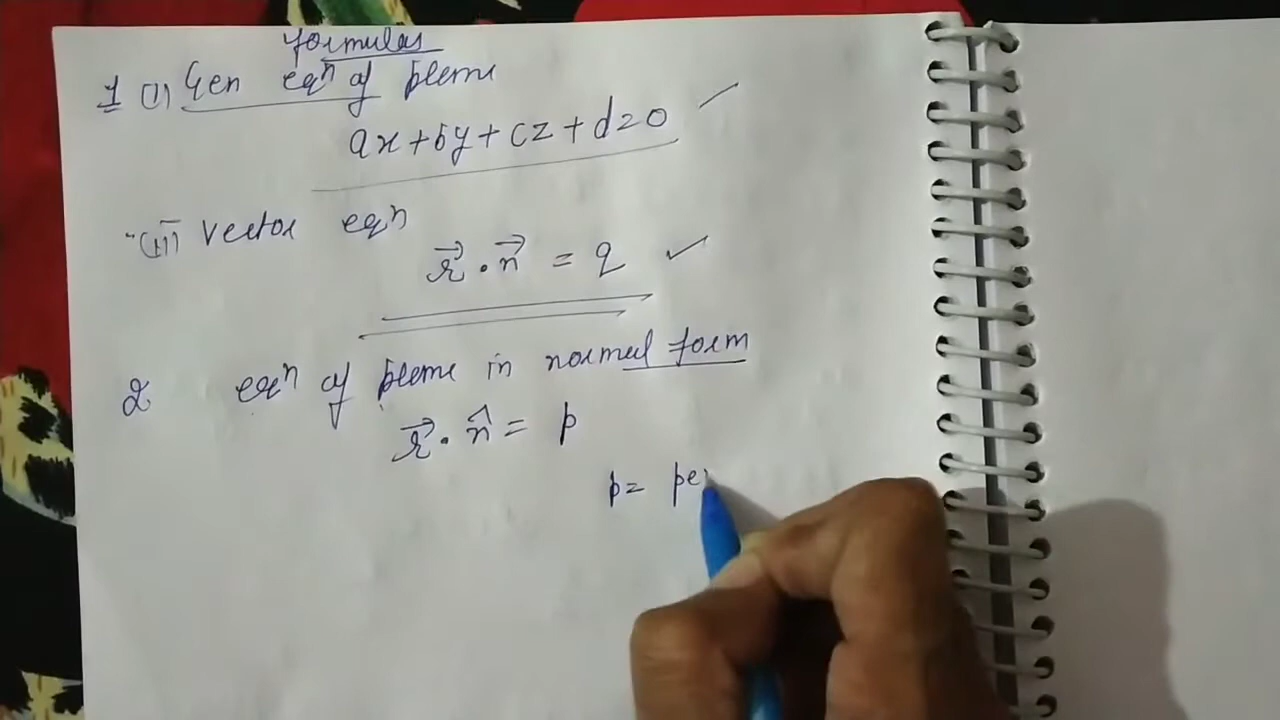 formulas
1 (i) Gen eqⁿ of plane
ax+by+cz+d=0
(ii) vector eqⁿ
r⃗ . n⃗ = q
2 eqⁿ of plane in normal form
r⃗ . n̂ = p
p= per